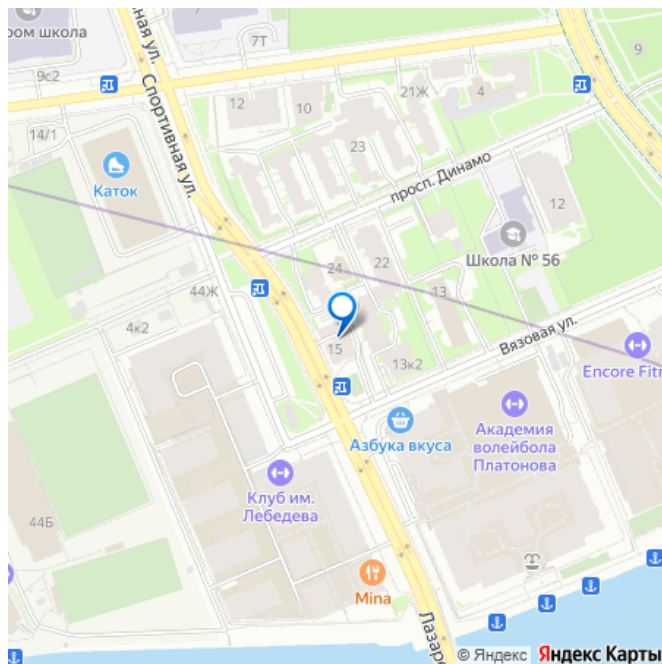 ром школа
7Т
9
9с2
Спортивная ул.
12
10
21Ж
4
14/1
23
просп. Динамо
Каток
12
Школа № 56
22
24
44Ж
13
4к2
15
13к2
Вязовая ул.
Encore Fitn
Азбука вкуса
Академия
волейбола
Платонова
Клуб им.
Лебедева
44Б
Mina
Лазаре
© Яндекс Яндекс Карты